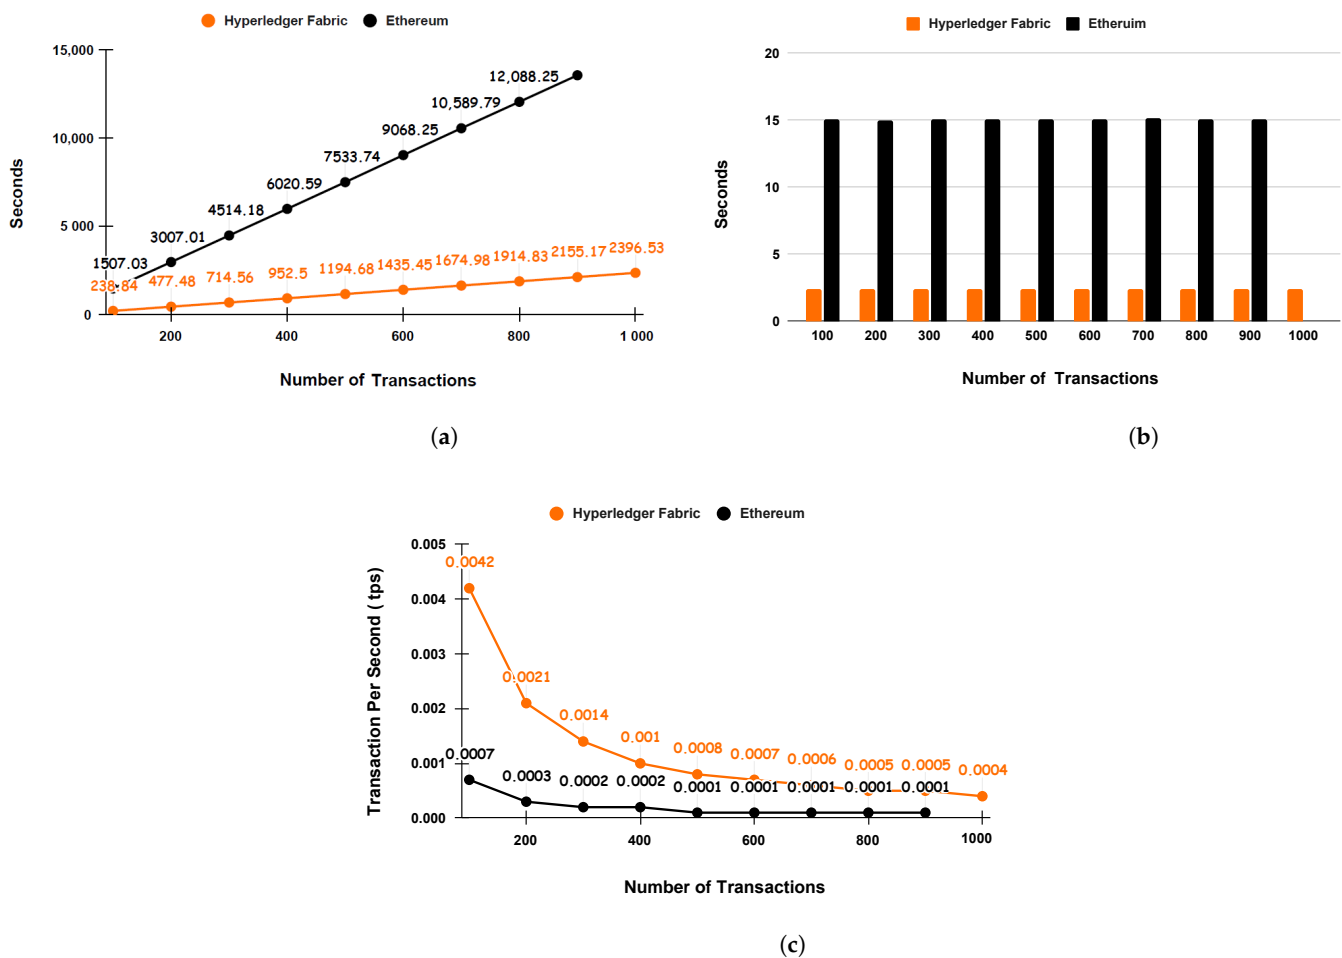 Hyperledger Fabric Ethereum
15,000
12,088.25
10,589.79
10,000
9068.25
7533.74
6020.59
5 000
4514.18
3007.01
1507.03
238.84 477.48 714.56 952.5 1194.68 1435.45 1674.98 1914.83 2155.17 2396.53
0
200 400 600 800 1 000
Seconds
Number of Transactions
(a)
Hyperledger Fabric Etheruim
20
15
10
5
0
100 200 300 400 500 600 700 800 900 1000
Seconds
Number of Transactions
(b)
Hyperledger Fabric Ethereum
0.005
0.004
0.003
0.002
0.001
0.000
0.0042
0.0021
0.0014
0.001
0.0008 0.0007 0.0006 0.0005 0.0005 0.0004
0.0007 0.0003 0.0002 0.0002 0.0001 0.0001 0.0001 0.0001 0.0001
200 400 600 800 1000
Transaction Per Second ( tps)
Number of Transactions
(c)